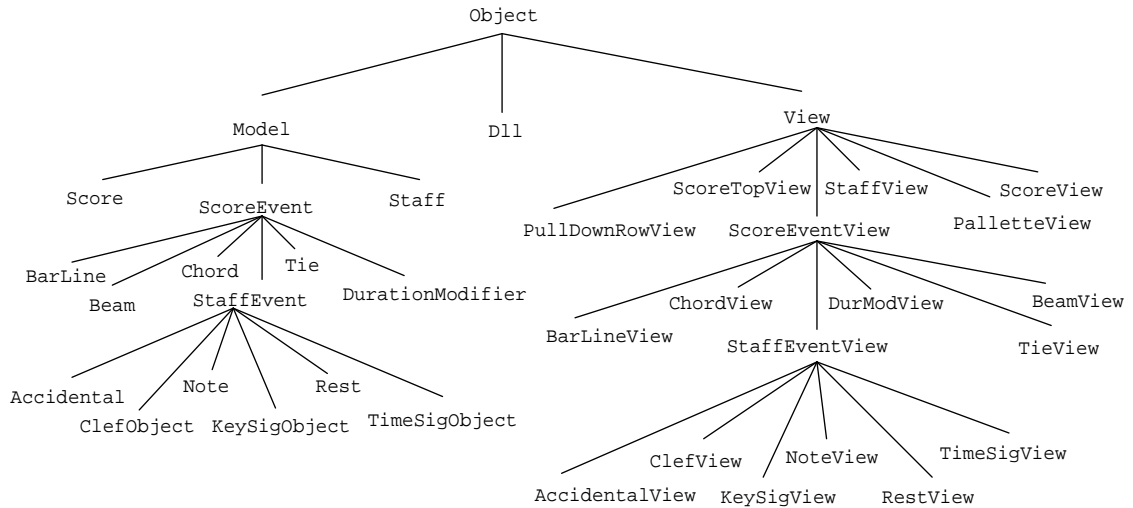 Object
Model
Dll
View
Score
ScoreEvent
Staff
ScoreTopView
StaffView
ScoreView
PullDownRowView
ScoreEventView
PalletteView
BarLine
Beam
Chord
Tie
StaffEvent
DurationModifier
BarLineView
ChordView
DurModView
BeamView
StaffEventView
TieView
Accidental
ClefObject
Note
KeySigObject
Rest
TimeSigObject
AccidentalView
ClefView
KeySigView
NoteView
RestView
TimeSigView